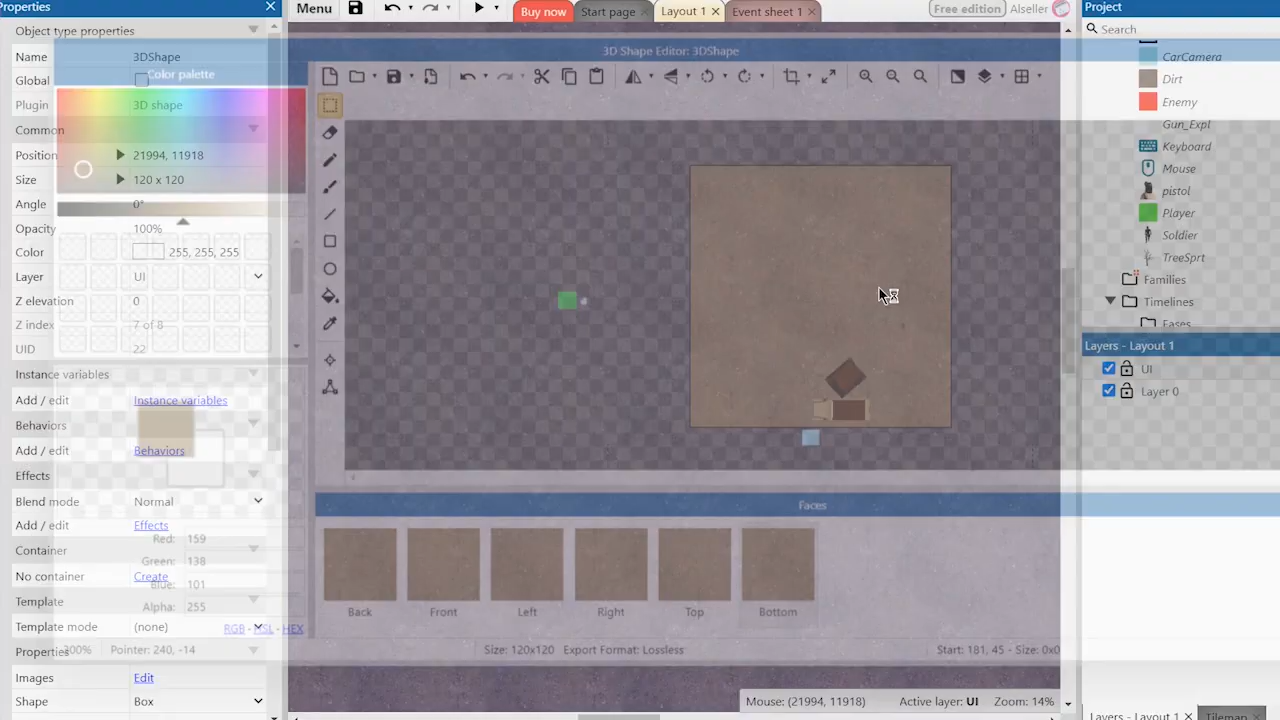 Properties
Object type properties
Name 3DShape
Global
Color palette
Plugin 3D shape
Common
Position 21994, 11918
Size 120 x 120
Angle 0°
Opacity 100%
Color 255, 255, 255
Layer UI
Z elevation 0
Z index 7 of 8
UID 22
Instance variables
Add / edit Instance variables
Behaviors
Add / edit Behaviors
Effects
Blend mode Normal
Add / edit Effects
Red: 159
Container
Green: 138
No container Create
Blue: 101
Template
Alpha: 255
Template mode (none)
RGB - HSL - HEX
Properties
Pointer: 240, -14
Images Edit
Shape Box
Menu
Buy now
Start page ×
Layout 1 ×
Event sheet 1 ×
Free edition
Alseller
3D Shape Editor: 3DShape
Faces
Back Front Left Right Top Bottom
Size: 120x120 Export Format: Lossless
Start: 181, 45 - Size: 0x0
Mouse: (21994, 11918) Active layer: UI Zoom: 14%
Project
Search
CarCamera
Dirt
Enemy
Gun_Expl
Keyboard
Mouse
pistol
Player
Soldier
TreeSprt
Families
Timelines
Eases
Layers - Layout 1
UI
Layer 0
Layers - Layout 1 × Tilemap ×